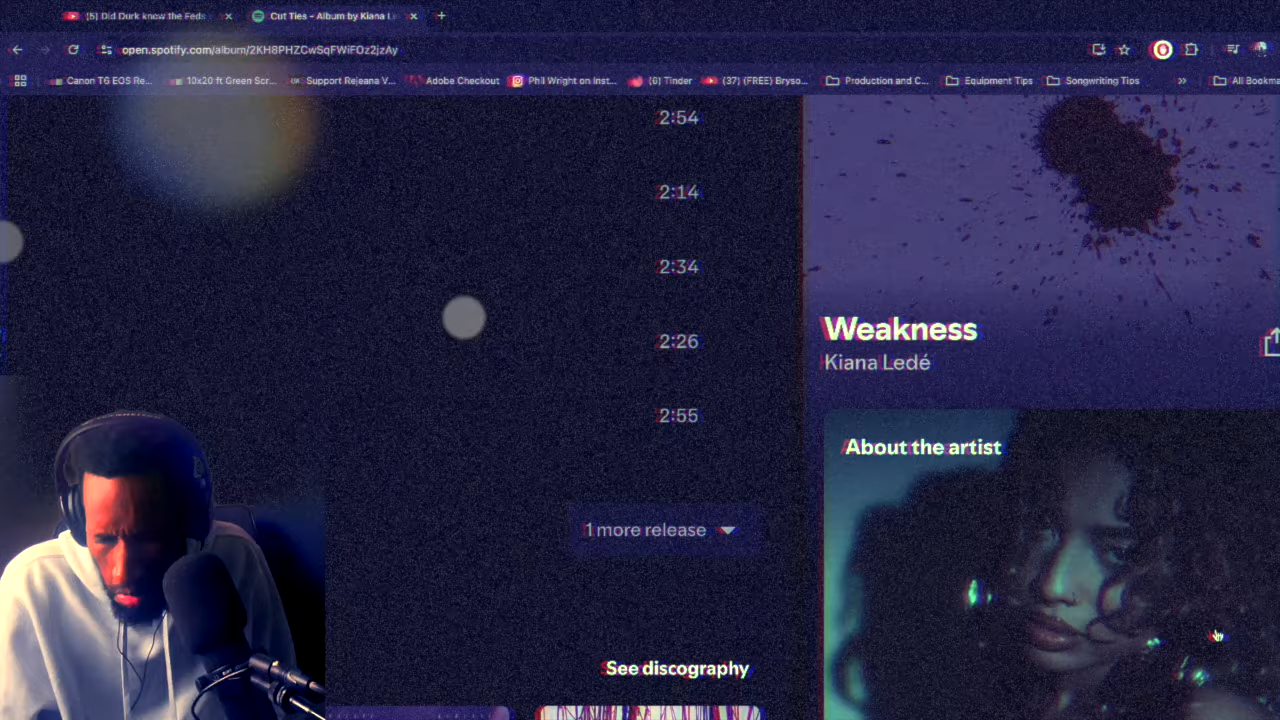 (5) Did Durk know the Feds
Cut Ties - Album by Kiana L
open.spotify.com/album/2KH8PHZCwSqFWiFOz2jzAy
Canon T6 EOS Re...
10x20 ft Green Scr...
Support Rejeana V...
Adobe Checkout
Phil Wright on Inst...
(6) Tinder
(37) (FREE) Bryso...
Production and C...
Equipment Tips
Songwriting Tips
»
All Bookma
2:54
2:14
2:34
2:26
2:55
1 more release
See discography
Weakness
Kiana Ledé
About the artist